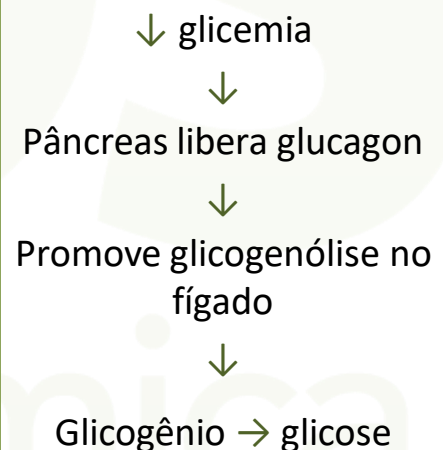 ↓ glicemia
↓
Pâncreas libera glucagon
↓
Promove glicogenólise no
fígado
↓
Glicogênio → glicose